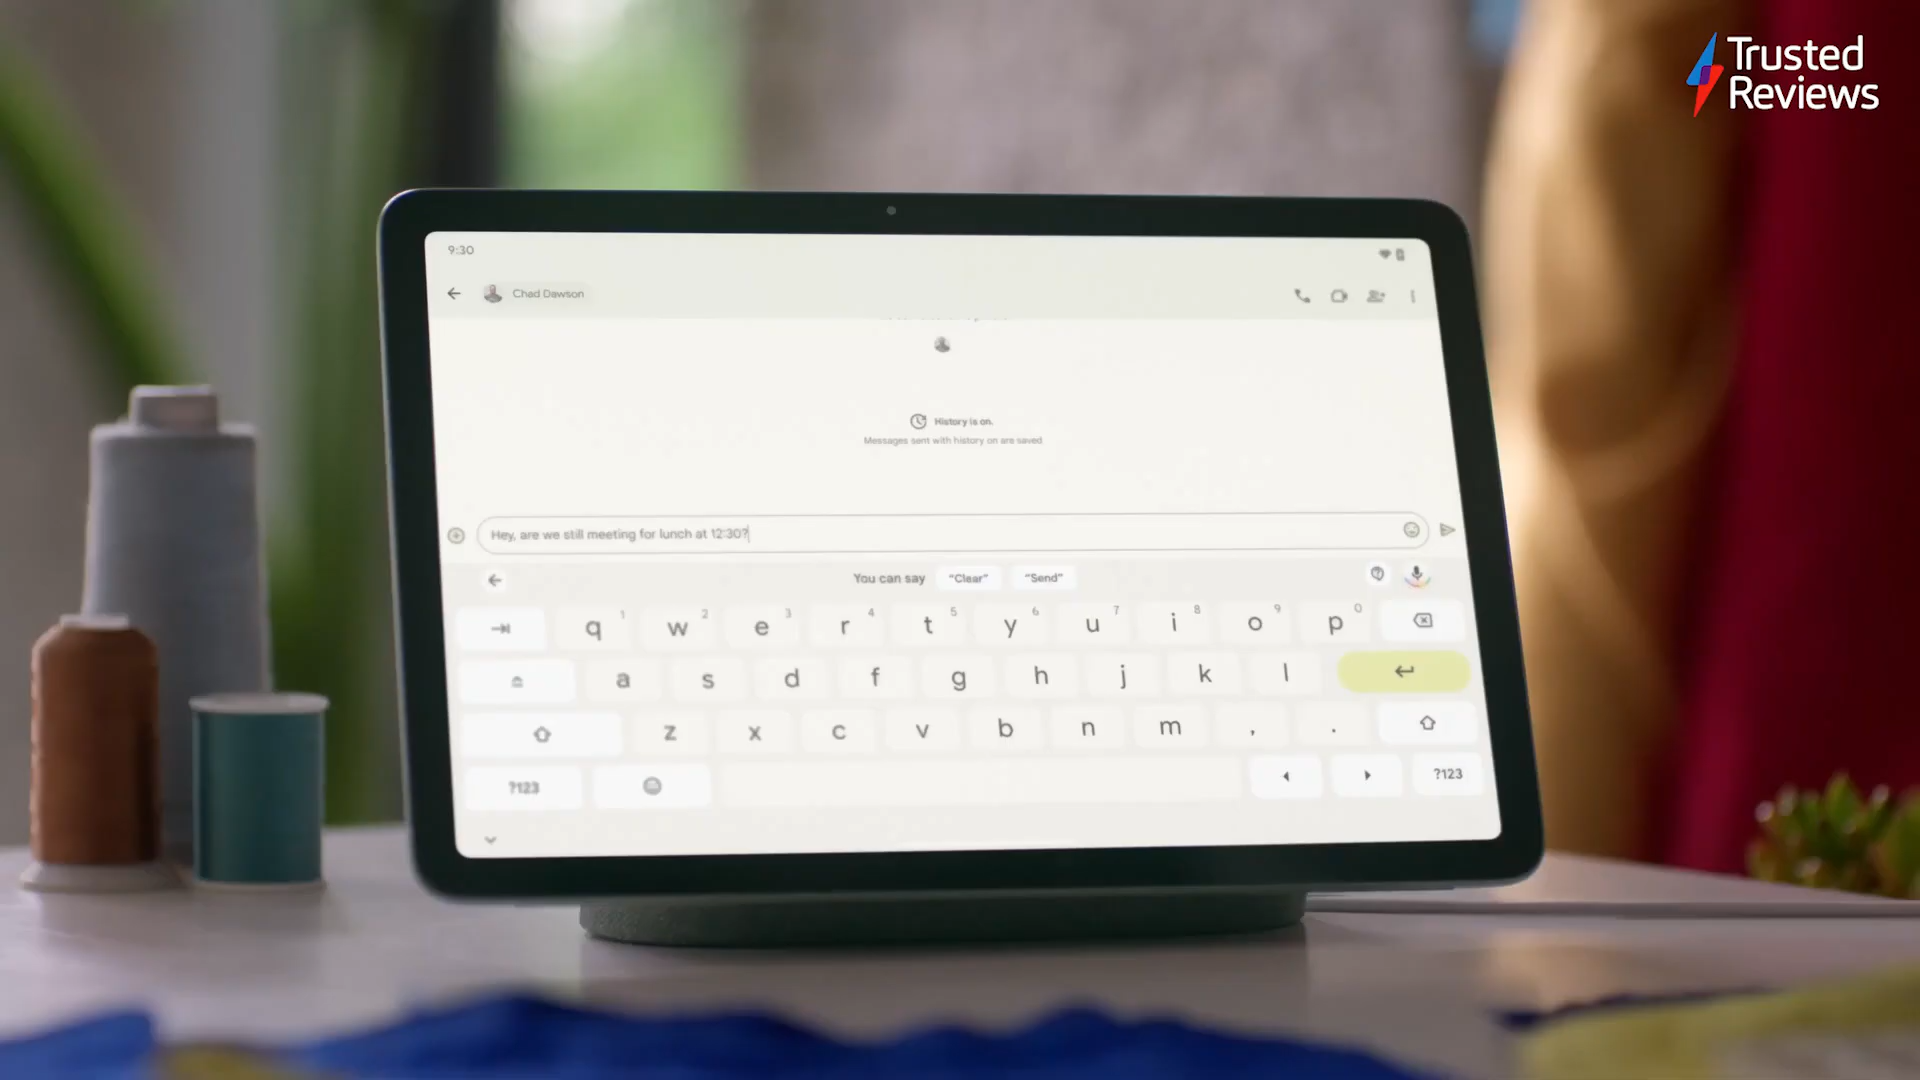 Trusted
Reviews
9:30
Chad Dawson
History is on.
Messages sent with history on are saved
Hey, are we still meeting for lunch at 12:30?
You can say "Clear" "Send"
q 1 w 2 e 3 r 4 t 5 y 6 u 7 i 8 o 9 p 0
a s d f g h j k l
z x c v b n m , .
?123 ?123